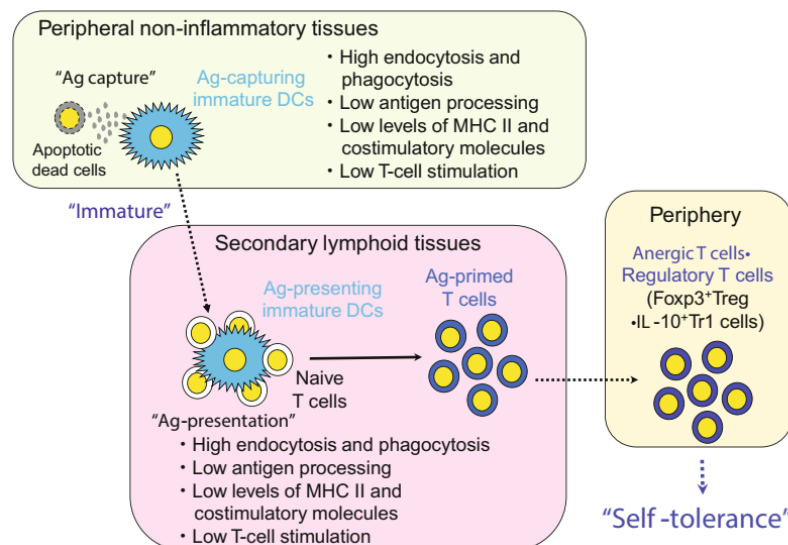 Peripheral non-inflammatory tissues
“Ag capture”
Ag-capturing
immature DCs
Apoptotic
dead cells
· High endocytosis and
phagocytosis
· Low antigen processing
· Low levels of MHC II and
costimulatory molecules
· Low T-cell stimulation
“Immature”
Secondary lymphoid tissues
Ag-presenting
immature DCs
Ag-primed
T cells
Naive
T cells
“Ag-presentation”
· High endocytosis and phagocytosis
· Low antigen processing
· Low levels of MHC II and
costimulatory molecules
· Low T-cell stimulation
Periphery
Anergic T cells•
Regulatory T cells
(Foxp3⁺Treg
•IL -10⁺Tr1 cells)
“Self -tolerance”